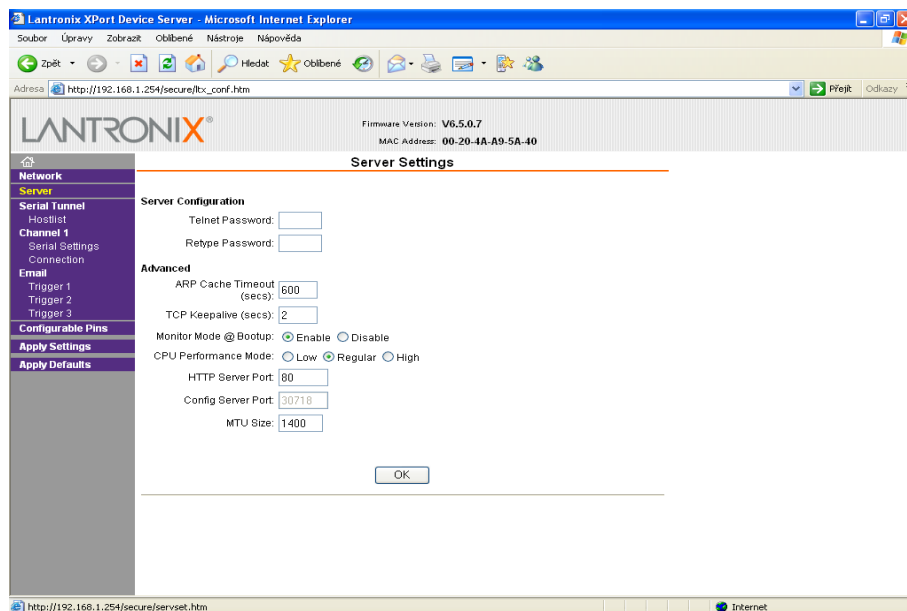 Lantronix XPort Device Server - Microsoft Internet Explorer
Soubor Úpravy Zobrazit Oblíbené Nástroje Nápověda
Zpět Hledat Oblíbené
Adresa http://192.168.1.254/secure/ltx_conf.htm Přejít Odkazy
LANTRONIX®
Firmware Version: V6.5.0.7
MAC Address: 00-20-4A-A9-5A-40
Network
Server
Serial Tunnel
Hostlist
Channel 1
Serial Settings
Connection
Email
Trigger 1
Trigger 2
Trigger 3
Configurable Pins
Apply Settings
Apply Defaults
Server Settings
Server Configuration
Telnet Password:
Retype Password:
Advanced
ARP Cache Timeout
(secs): 600
TCP Keepalive (secs): 2
Monitor Mode @ Bootup: Enable Disable
CPU Performance Mode: Low Regular High
HTTP Server Port: 80
Config Server Port: 30718
MTU Size: 1400
OK
http://192.168.1.254/secure/servset.htm Internet